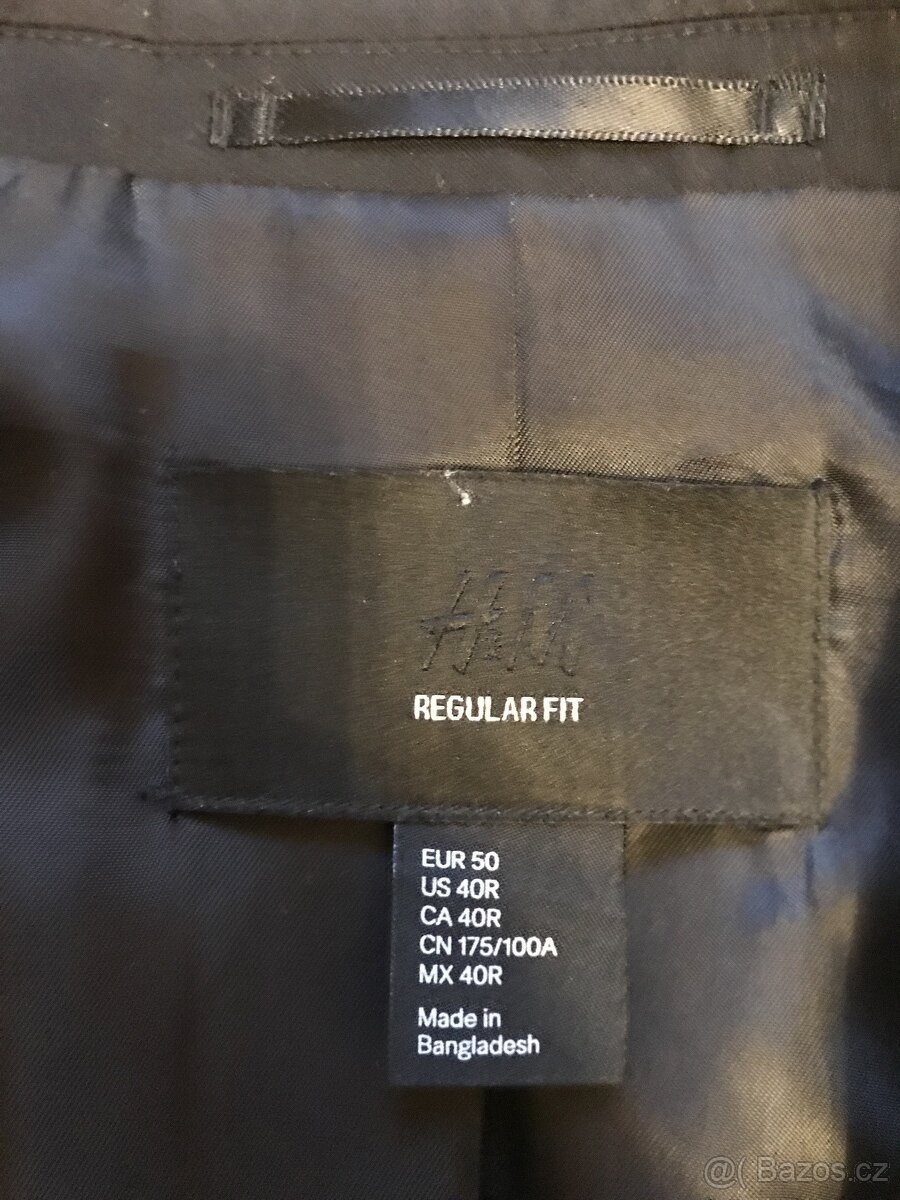 H&M
REGULAR FIT
EUR 50
US 40R
CA 40R
CN 175/100A
MX 40R
Made in
Bangladesh
@( Bazos.cz